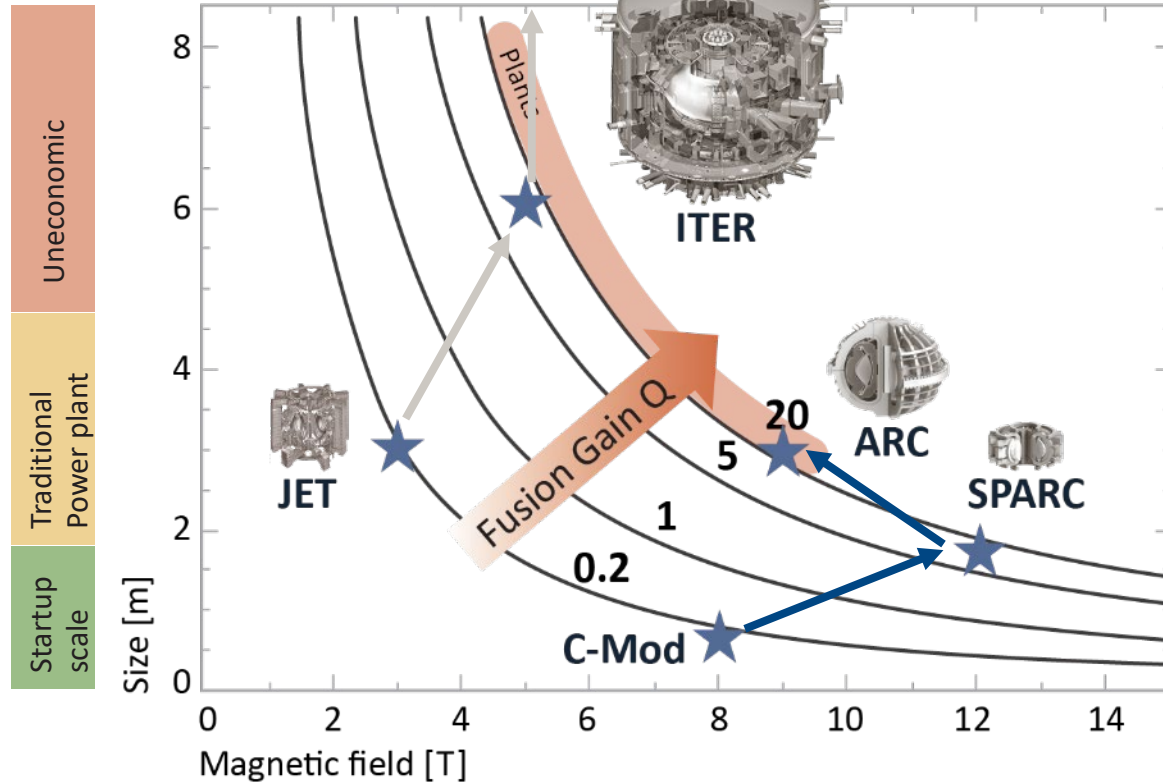 Uneconomic
Traditional
Power plant
Startup
scale
Size [m]
8
6
4
2
0
Plants
ITER
JET
Fusion Gain Q
20
5
1
0.2
ARC
SPARC
C-Mod
0 2 4 6 8 10 12 14
Magnetic field [T]